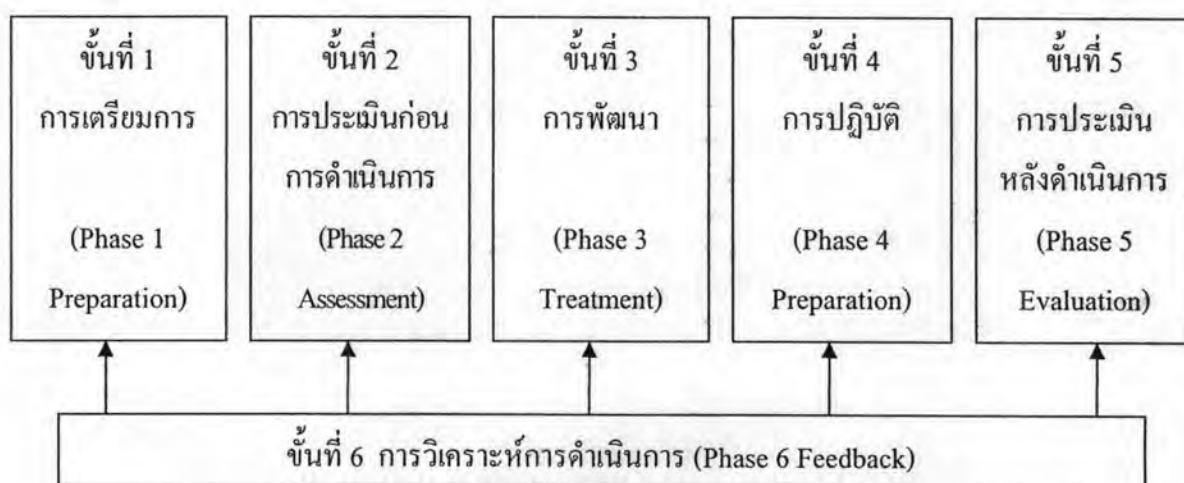 ขั้นที่ 1
การเตรียมการ
(Phase 1
Preparation)
ขั้นที่ 2
การประเมินก่อน
การดำเนินการ
(Phase 2
Assessment)
ขั้นที่ 3
การพัฒนา
(Phase 3
Treatment)
ขั้นที่ 4
การปฏิบัติ
(Phase 4
Preparation)
ขั้นที่ 5
การประเมิน
หลังดำเนินการ
(Phase 5
Evaluation)
ขั้นที่ 6 การวิเคราะห์การดำเนินการ (Phase 6 Feedback)